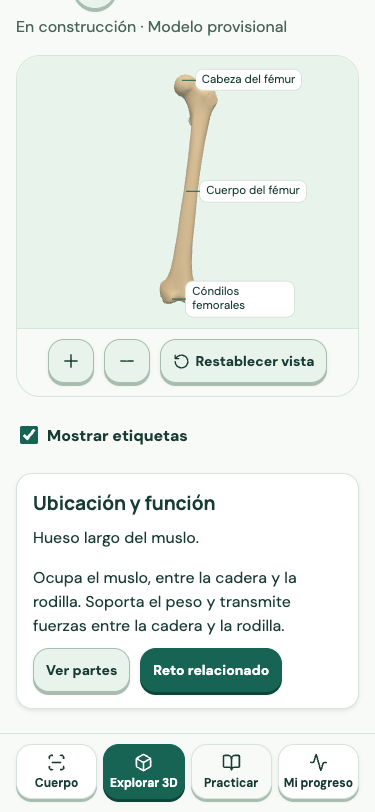 En construcción · Modelo provisional
Cabeza del fémur
Cuerpo del fémur
Cóndilos
femorales
Restablecer vista
Mostrar etiquetas
Ubicación y función
Hueso largo del muslo.
Ocupa el muslo, entre la cadera y la
rodilla. Soporta el peso y transmite
fuerzas entre la cadera y la rodilla.
Ver partes
Reto relacionado
Cuerpo
Explorar 3D
Practicar
Mi progreso